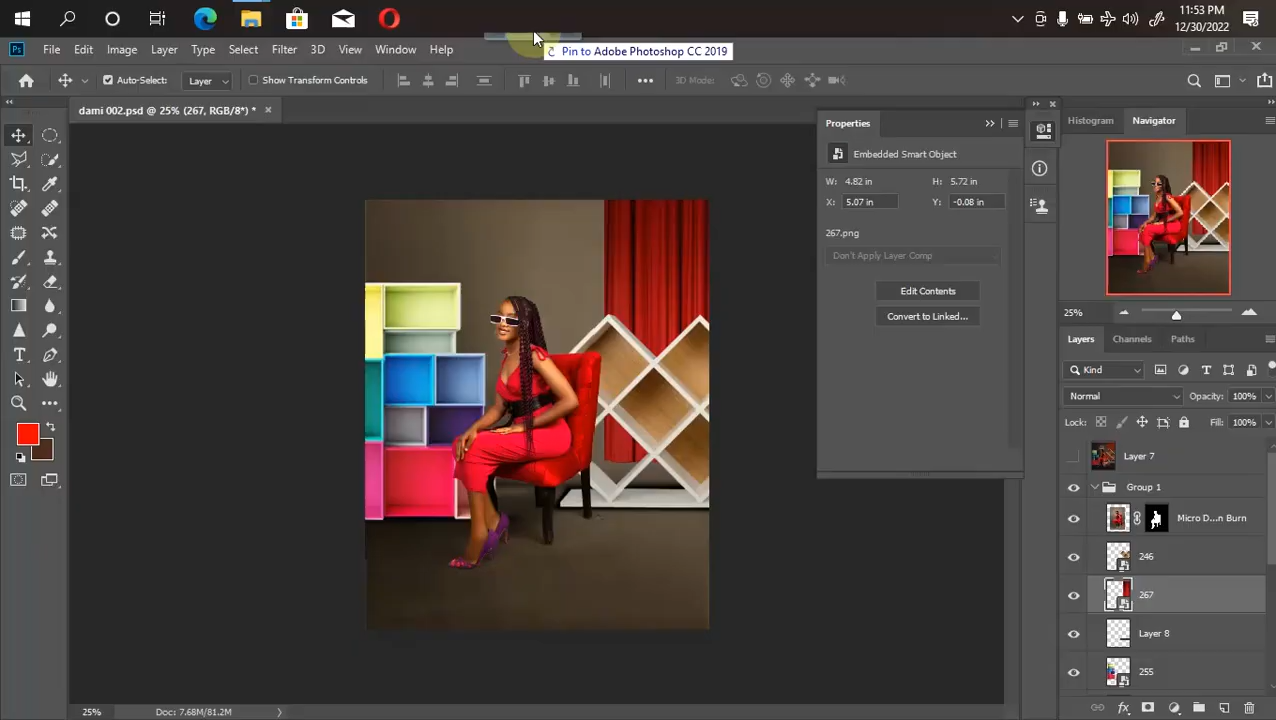 11:53 PM
12/30/2022
Ps File Edit Image Layer Type Select Filter 3D View Window Help
Pin to Adobe Photoshop CC 2019
Auto-Select: Layer Show Transform Controls 3D Mode:
dami 002.psd @ 25% (267, RGB/8*) * ×
Properties
Embedded Smart Object
W: 4.82 in H: 5.72 in
X: 5.07 in Y: -0.08 in
267.png
Don't Apply Layer Comp
Edit Contents
Convert to Linked...
Histogram Navigator
25%
Layers Channels Paths
Kind
Normal Opacity: 100%
Lock: Fill: 100%
Layer 7
Group 1
Micro D...n Burn
246
267
Layer 8
255
25% Doc: 7.68M/81.2M